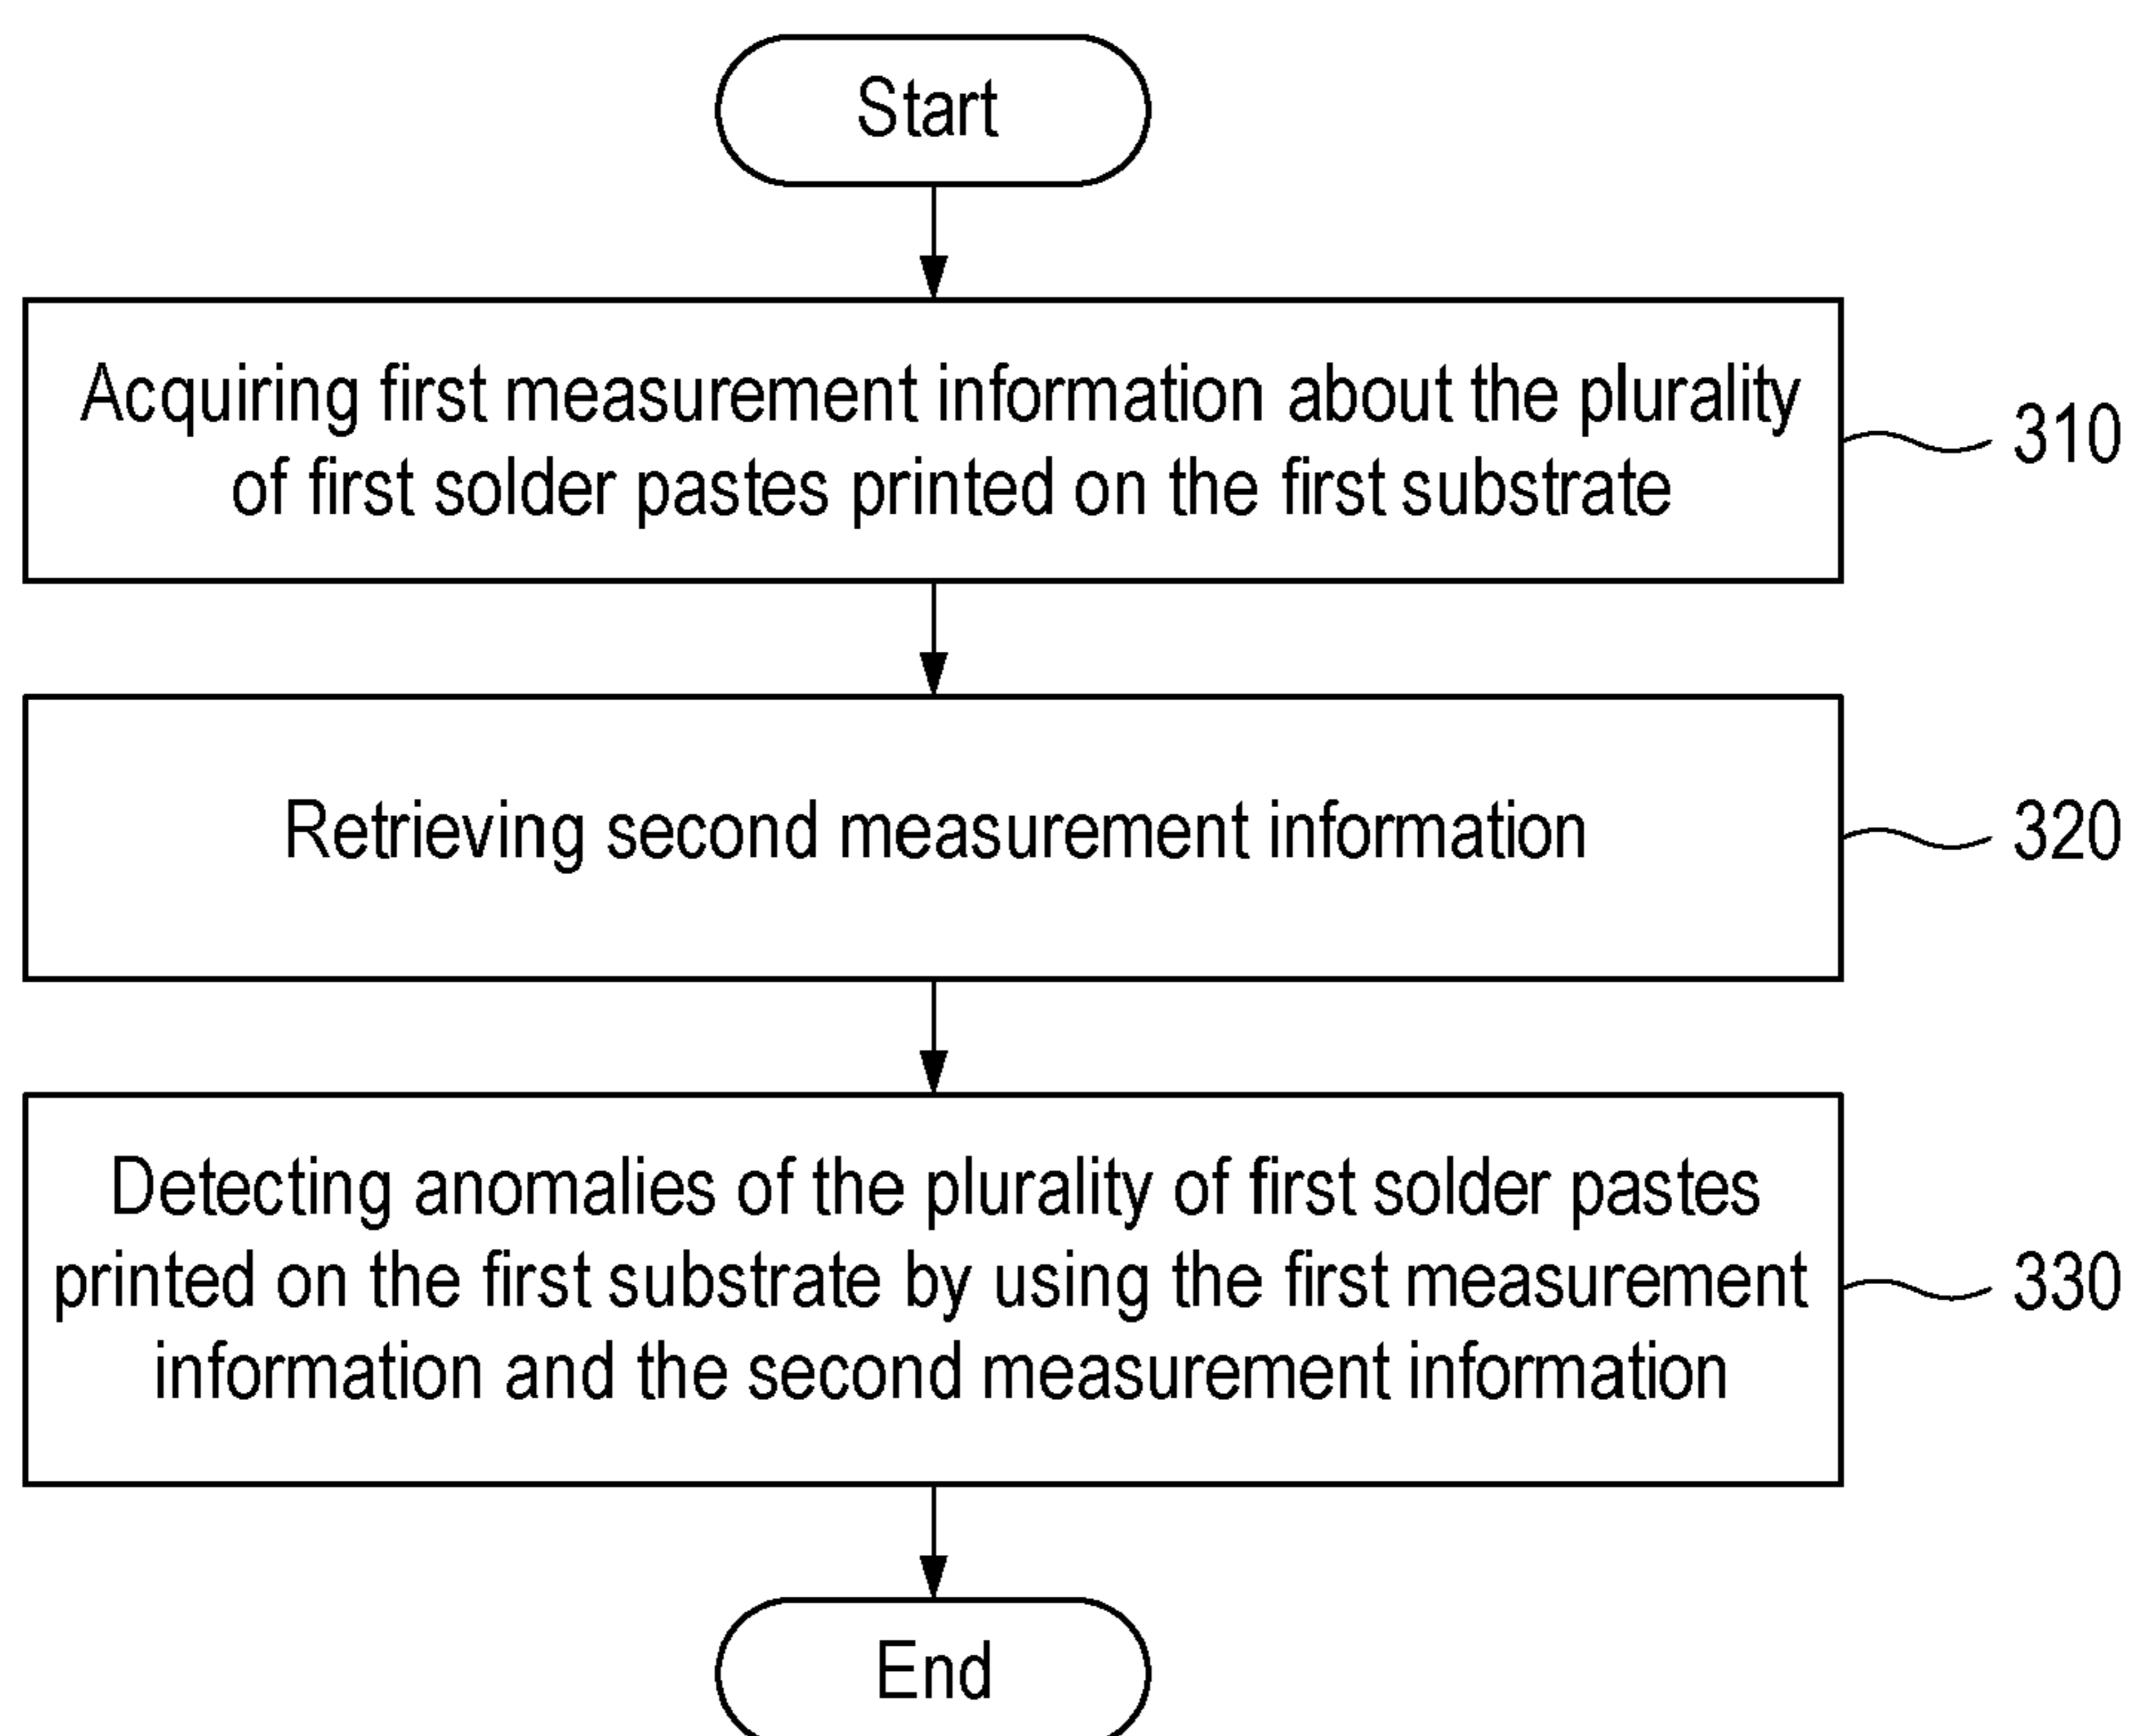 Start
Acquiring first measurement information about the plurality
of first solder pastes printed on the first substrate
310
Retrieving second measurement information
320
Detecting anomalies of the plurality of first solder pastes
printed on the first substrate by using the first measurement
information and the second measurement information
330
End